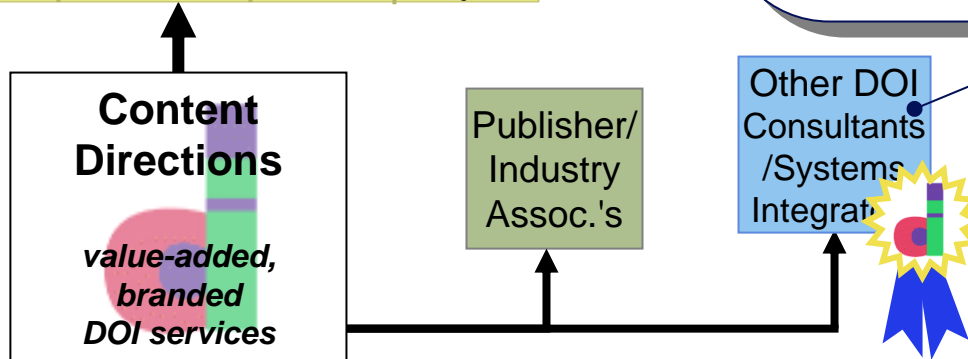 Content
Directions
value-added,
branded
DOI services
Publisher/
Industry
Assoc.'s
Other DOI
Consultants
/Systems